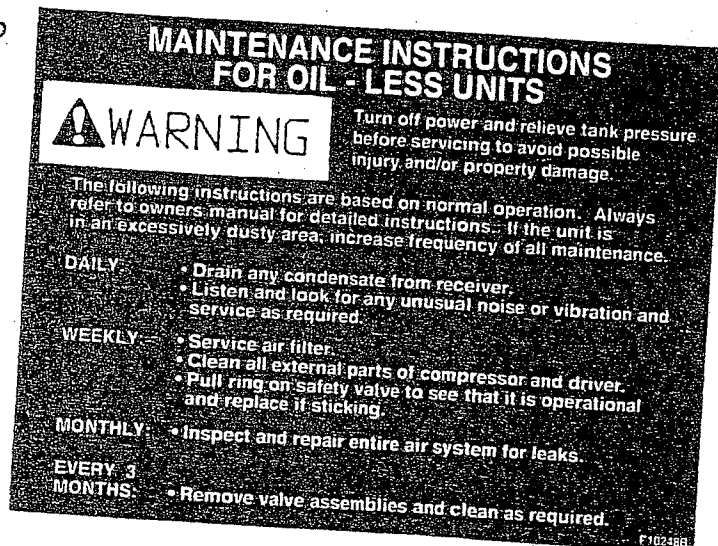 MAINTENANCE INSTRUCTIONS
FOR OIL - LESS UNITS
WARNING
Turn off power and relieve tank pressure
before servicing to avoid possible
injury and/or property damage.
The following instructions are based on normal operation. Always
refer to owners manual for detailed instructions. If the unit is
in an excessively dusty area, increase frequency of all maintenance.
DAILY • Drain any condensate from receiver.
• Listen and look for any unusual noise or vibration and
service as required.
WEEKLY • Service air filter.
• Clean all external parts of compressor and driver.
• Pull ring on safety valve to see that it is operational
and replace if sticking.
MONTHLY • Inspect and repair entire air system for leaks.
EVERY 3
MONTHS: • Remove valve assemblies and clean as required.